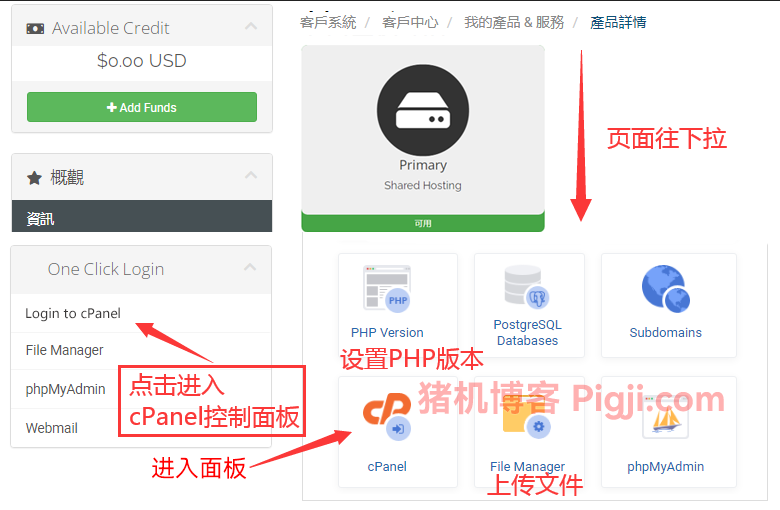 Available Credit
$0.00 USD
Add Funds
概觀
資訊
One Click Login
Login to cPanel
File Manager
phpMyAdmin
Webmail
点击进入
cPanel控制面板
进入面板
客戶系統 / 客戶中心 / 我的產品 & 服務 / 產品詳情
Primary
Shared Hosting
可用
页面往下拉
PHP
PHP Version
设置PHP版本
PostgreSQL
Databases
Subdomains
猪机博客 Pigji.com
cP
cPanel
File Manager
上传文件
phpMyAdmin